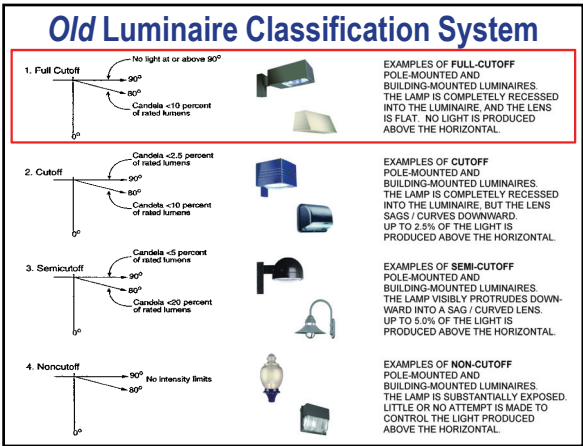 Old Luminaire Classification System
1. Full Cutoff
No light at or above 90°
90°
80°
Candela <10 percent
of rated lumens
0°
EXAMPLES OF FULL-CUTOFF
POLE-MOUNTED AND
BUILDING-MOUNTED LUMINAIRES.
THE LAMP IS COMPLETELY RECESSED
INTO THE LUMINAIRE, AND THE LENS
IS FLAT. NO LIGHT IS PRODUCED
ABOVE THE HORIZONTAL.
2. Cutoff
Candela <2.5 percent
of rated lumens
90°
80°
Candela <10 percent
of rated lumens
0°
EXAMPLES OF CUTOFF
POLE-MOUNTED AND
BUILDING-MOUNTED LUMINAIRES.
THE LAMP IS COMPLETELY RECESSED
INTO THE LUMINAIRE, BUT THE LENS
SAGS / CURVES DOWNWARD.
UP TO 2.5% OF THE LIGHT IS
PRODUCED ABOVE THE HORIZONTAL.
3. Semicutoff
Candela <5 percent
of rated lumens
90°
80°
Candela <20 percent
of rated lumens
0°
EXAMPLES OF SEMI-CUTOFF
POLE-MOUNTED AND
BUILDING-MOUNTED LUMINAIRES.
THE LAMP VISIBLY PROTRUDES DOWN-
WARD INTO A SAG / CURVED LENS.
UP TO 5.0% OF THE LIGHT IS
PRODUCED ABOVE THE HORIZONTAL.
4. Noncutoff
90°
80°
No intensity limits
0°
EXAMPLES OF NON-CUTOFF
POLE-MOUNTED AND
BUILDING-MOUNTED LUMINAIRES.
THE LAMP IS SUBSTANTIALLY EXPOSED.
LITTLE OR NO ATTEMPT IS MADE TO
CONTROL THE LIGHT PRODUCED
ABOVE THE HORIZONTAL.